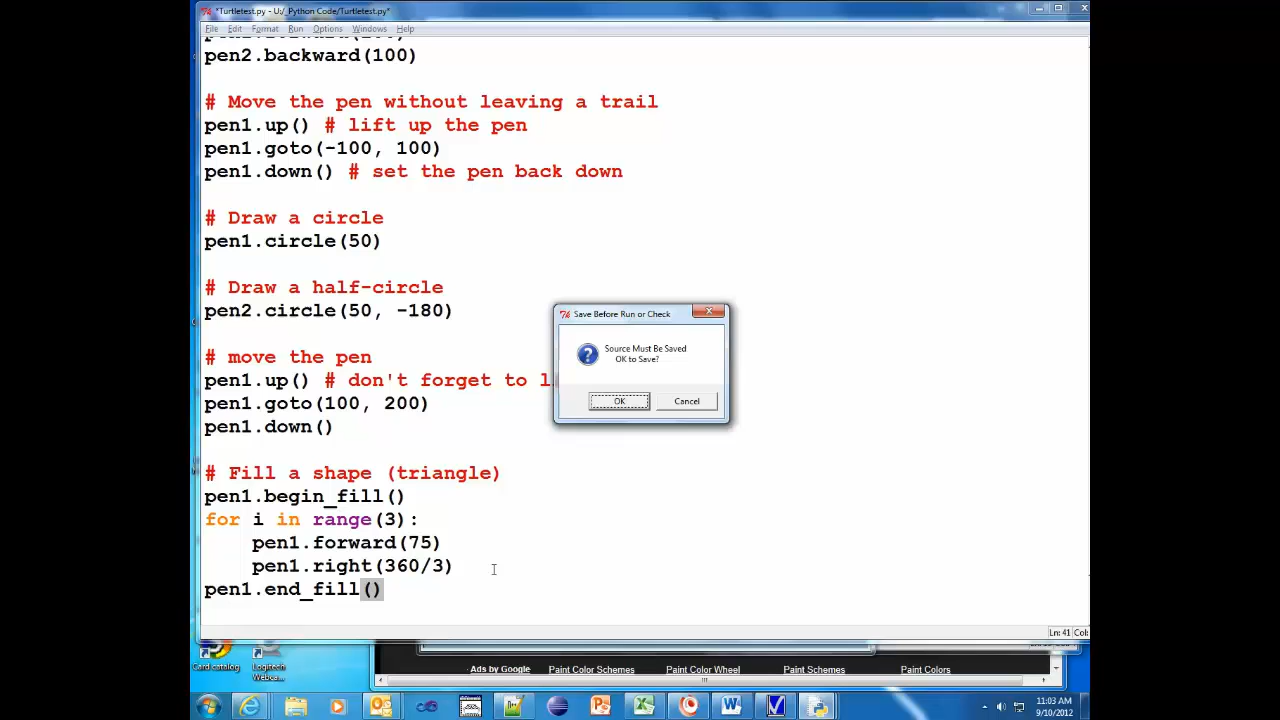 *Turtletest.py - U:/_Python Code/Turtletest.py*
File Edit Format Run Options Windows Help
pen2.backward(100)
# Move the pen without leaving a trail
pen1.up() # lift up the pen
pen1.goto(-100, 100)
pen1.down() # set the pen back down
# Draw a circle
pen1.circle(50)
# Draw a half-circle
pen2.circle(50, -180)
# move the pen
pen1.up() # don't forget to
pen1.goto(100, 200)
pen1.down()
# Fill a shape (triangle)
pen1.begin_fill()
for i in range(3):
pen1.forward(75)
pen1.right(360/3)
pen1.end_fill()
Save Before Run or Check
Source Must Be Saved
OK to Save?
OK Cancel
Ln: 41 Col:
Card catalog
Logitech
Webca...
Ads by Google Paint Color Schemes Paint Color Wheel Paint Schemes Paint Colors
11:03 AM
9/10/2012